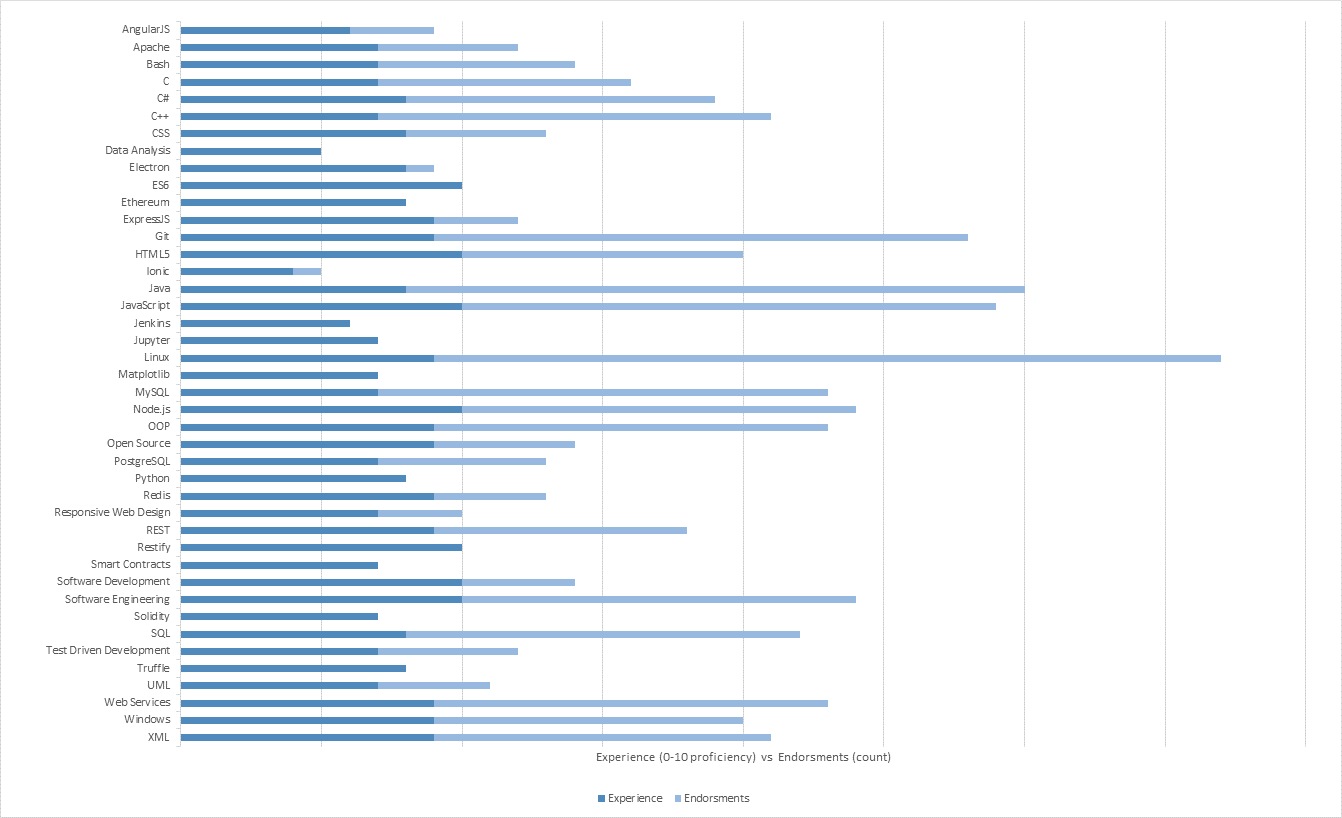 AngularJS
Apache
Bash
C
C#
C++
CSS
Data Analysis
Electron
ES6
Ethereum
ExpressJS
Git
HTML5
Ionic
Java
JavaScript
Jenkins
Jupyter
Linux
Matplotlib
MySQL
Node.js
OOP
Open Source
PostgreSQL
Python
Redis
Responsive Web Design
REST
Restify
Smart Contracts
Software Development
Software Engineering
Solidity
SQL
Test Driven Development
Truffle
UML
Web Services
Windows
XML
Experience (0-10 proficiency) vs Endorsments (count)
Experience Endorsments